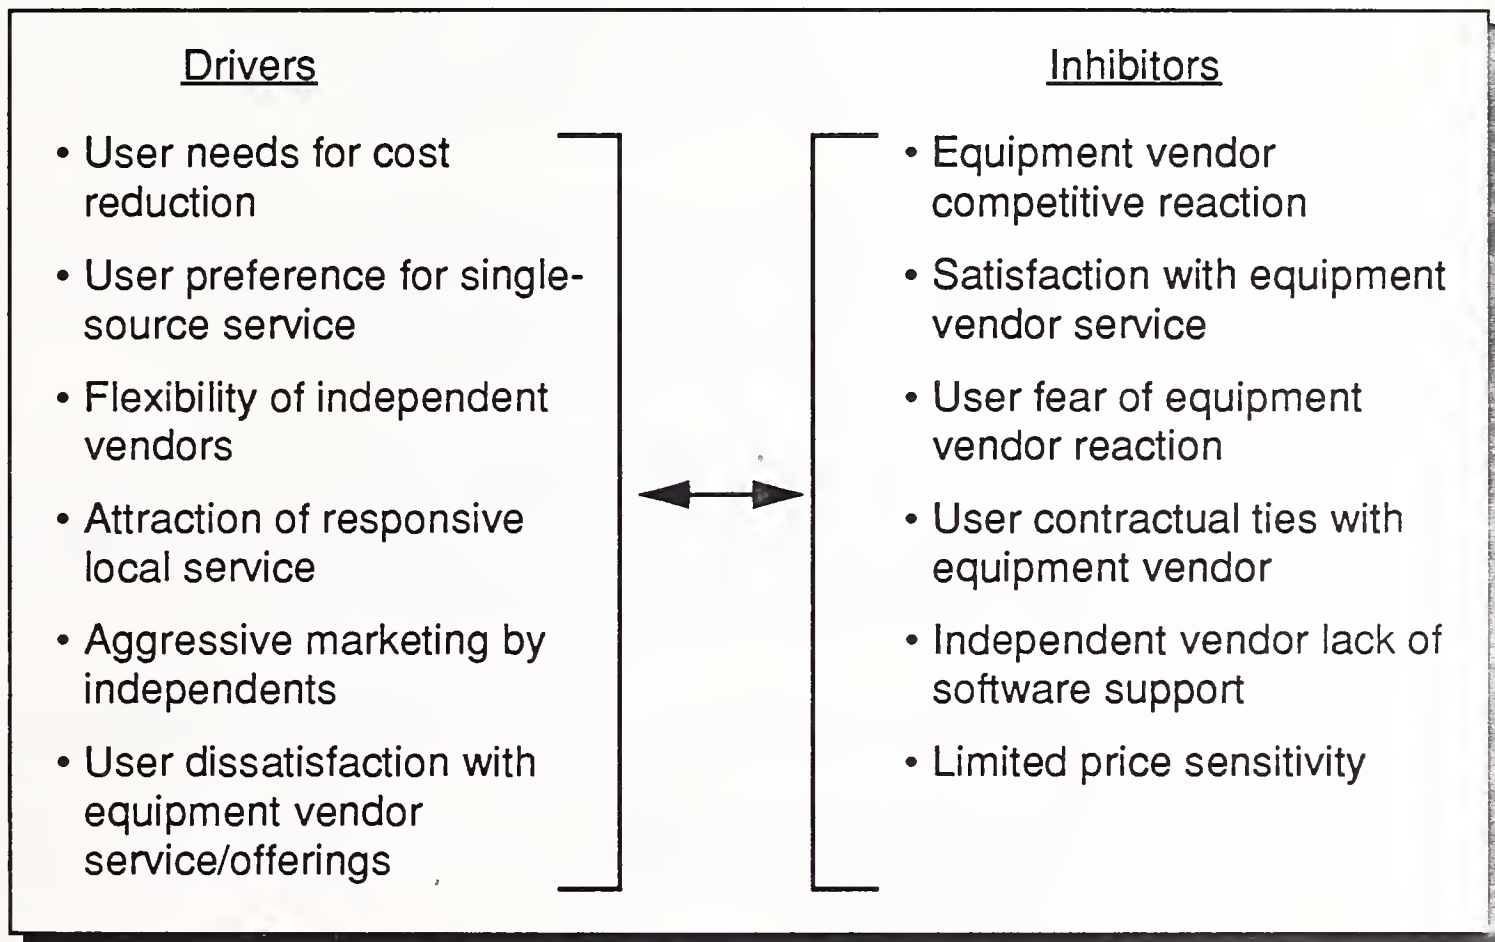 Drivers
• User needs for cost
reduction
• User preference for single-
source service
• Flexibility of independent
vendors
• Attraction of responsive
local service
• Aggressive marketing by
independents
• User dissatisfaction with
equipment vendor
service/offerings
Inhibitors
• Equipment vendor
competitive reaction
• Satisfaction with equipment
vendor service
• User fear of equipment
vendor reaction
• User contractual ties with
equipment vendor
• Independent vendor lack of
software support
• Limited price sensitivity